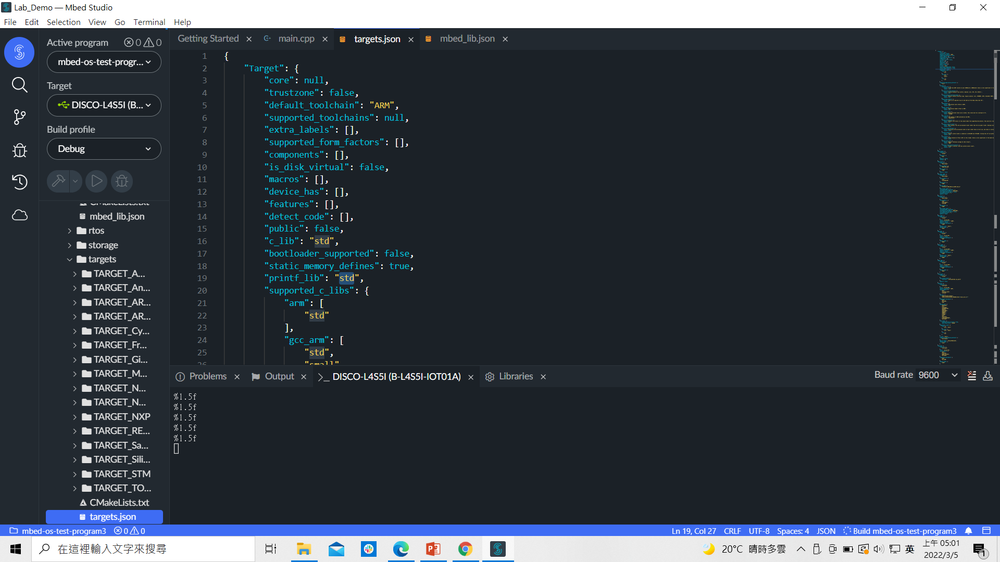 Lab_Demo — Mbed Studio
File Edit Selection View Go Terminal Help
Active program 0 0
mbed-os-test-progr...
Target
DISCO-L4S5I (B...
Build profile
Debug
CMakeLists.txt
mbed_lib.json
rtos
storage
targets
TARGET_A...
TARGET_An...
TARGET_AR...
TARGET_AR...
TARGET_Cy...
TARGET_Fr...
TARGET_Gi...
TARGET_M...
TARGET_N...
TARGET_N...
TARGET_NXP
TARGET_RE...
TARGET_Sa...
TARGET_Sili...
TARGET_STM
TARGET_TO...
CMakeLists.txt
targets.json
Getting Started main.cpp targets.json mbed_lib.json
1 {
2 "Target": {
3 "core": null,
4 "trustzone": false,
5 "default_toolchain": "ARM",
6 "supported_toolchains": null,
7 "extra_labels": [],
8 "supported_form_factors": [],
9 "components": [],
10 "is_disk_virtual": false,
11 "macros": [],
12 "device_has": [],
13 "features": [],
14 "detect_code": [],
15 "public": false,
16 "c_lib": "std",
17 "bootloader_supported": false,
18 "static_memory_defines": true,
19 "printf_lib": "std",
20 "supported_c_libs": {
21 "arm": [
22 "std"
23 ],
24 "gcc_arm": [
25 "std",
26 "small"
Problems Output >_ DISCO-L4S5I (B-L4S5I-IOT01A) Libraries Baud rate 9600
%1.5f
%1.5f
%1.5f
%1.5f
%1.5f
mbed-os-test-program3 0 0 Ln 19, Col 27 CRLF UTF-8 Spaces: 4 JSON Build mbed-os-test-program3
在這裡輸入文字來搜尋 20°C 晴時多雲 英 上午 05:01
2022/3/5 1